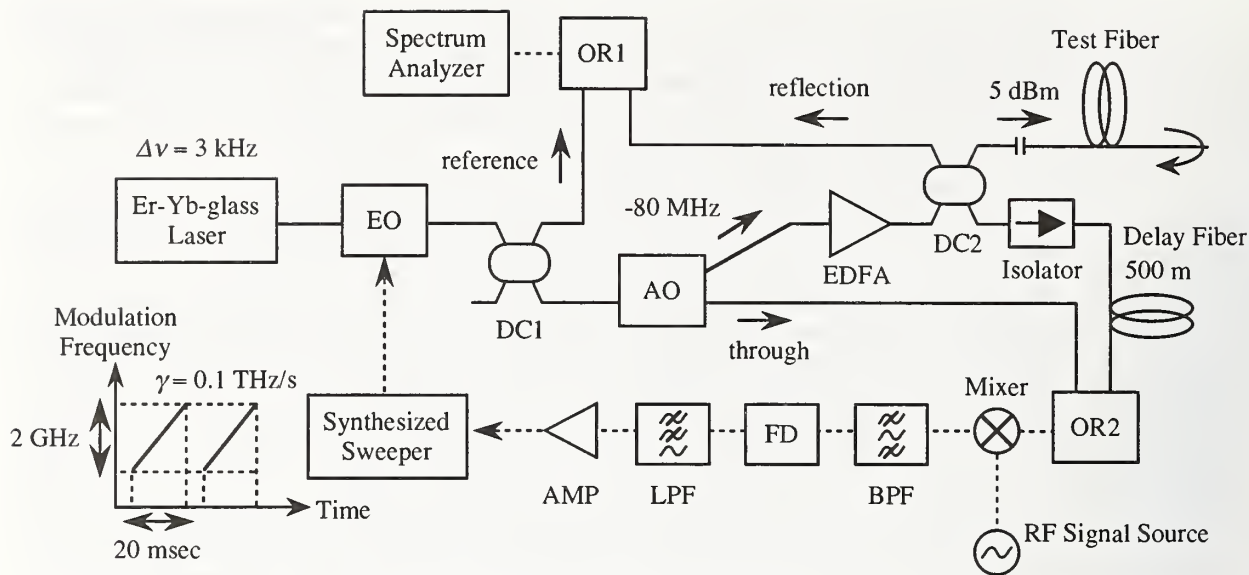 Spectrum
Analyzer
OR1
Test Fiber
reflection
5 dBm
Δν = 3 kHz
reference
Er-Yb-glass
Laser
EO
-80 MHz
EDFA
DC2
Isolator
Delay Fiber
500 m
AO
DC1
through
Modulation
Frequency
γ = 0.1 THz/s
2 GHz
Time
20 msec
Synthesized
Sweeper
AMP
LPF
FD
BPF
Mixer
OR2
RF Signal Source